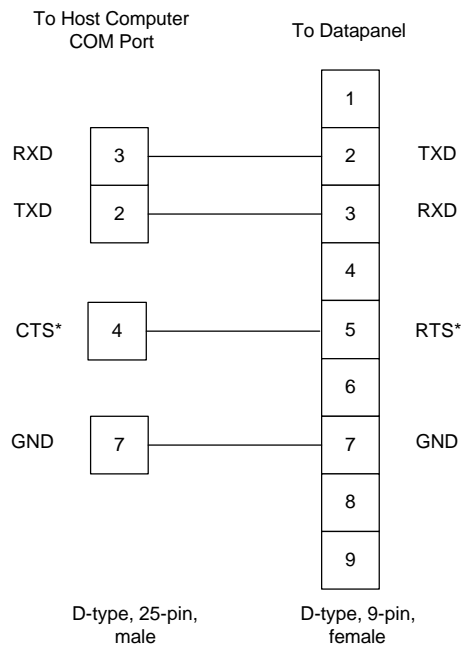 To Host Computer
COM Port
To Datapanel
1
RXD 3 2 TXD
TXD 2 3 RXD
4
CTS* 4 5 RTS*
6
GND 7 7 GND
8
9
D-type, 25-pin,
male
D-type, 9-pin,
female